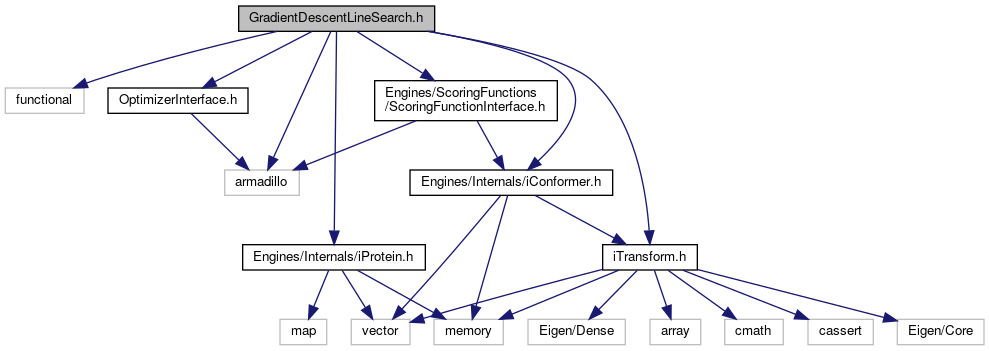 GradientDescentLineSearch.h
functional
OptimizerInterface.h
Engines/ScoringFunctions
/ScoringFunctionInterface.h
armadillo
Engines/Internals/iConformer.h
Engines/Internals/iProtein.h
iTransform.h
map
vector
memory
Eigen/Dense
array
cmath
cassert
Eigen/Core